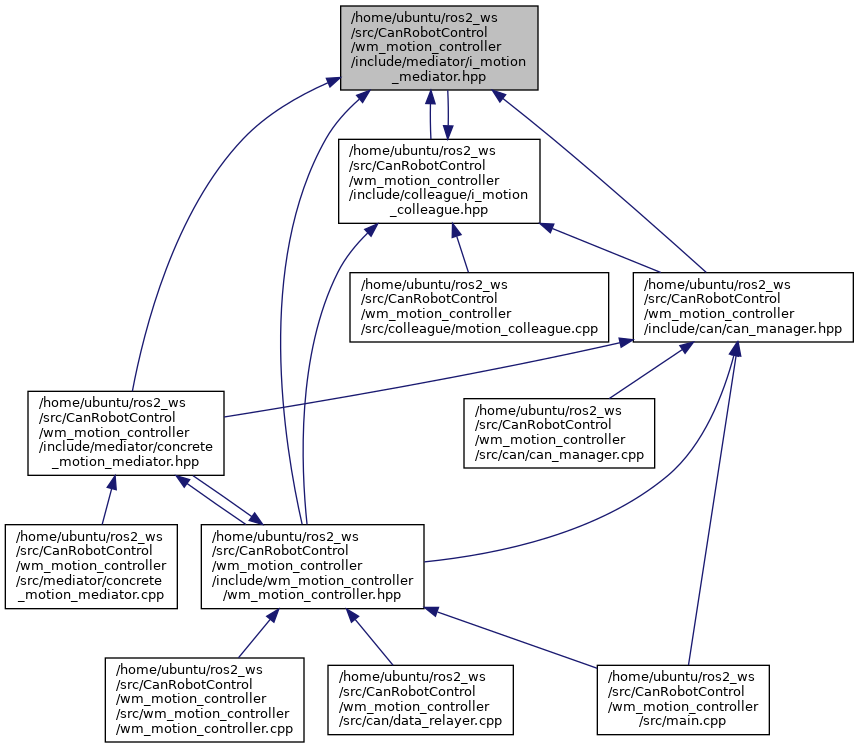 /home/ubuntu/ros2_ws
/src/CanRobotControl
/wm_motion_controller
/include/mediator/i_motion
_mediator.hpp
/home/ubuntu/ros2_ws
/src/CanRobotControl
/wm_motion_controller
/include/colleague/i_motion
_colleague.hpp
/home/ubuntu/ros2_ws
/src/CanRobotControl
/wm_motion_controller
/src/colleague/motion_colleague.cpp
/home/ubuntu/ros2_ws
/src/CanRobotControl
/wm_motion_controller
/include/can/can_manager.hpp
/home/ubuntu/ros2_ws
/src/CanRobotControl
/wm_motion_controller
/include/mediator/concrete
_motion_mediator.hpp
/home/ubuntu/ros2_ws
/src/CanRobotControl
/wm_motion_controller
/src/can/can_manager.cpp
/home/ubuntu/ros2_ws
/src/CanRobotControl
/wm_motion_controller
/src/mediator/concrete
_motion_mediator.cpp
/home/ubuntu/ros2_ws
/src/CanRobotControl
/wm_motion_controller
/include/wm_motion_controller
/wm_motion_controller.hpp
/home/ubuntu/ros2_ws
/src/CanRobotControl
/wm_motion_controller
/src/wm_motion_controller
/wm_motion_controller.cpp
/home/ubuntu/ros2_ws
/src/CanRobotControl
/wm_motion_controller
/src/can/data_relayer.cpp
/home/ubuntu/ros2_ws
/src/CanRobotControl
/wm_motion_controller
/src/main.cpp